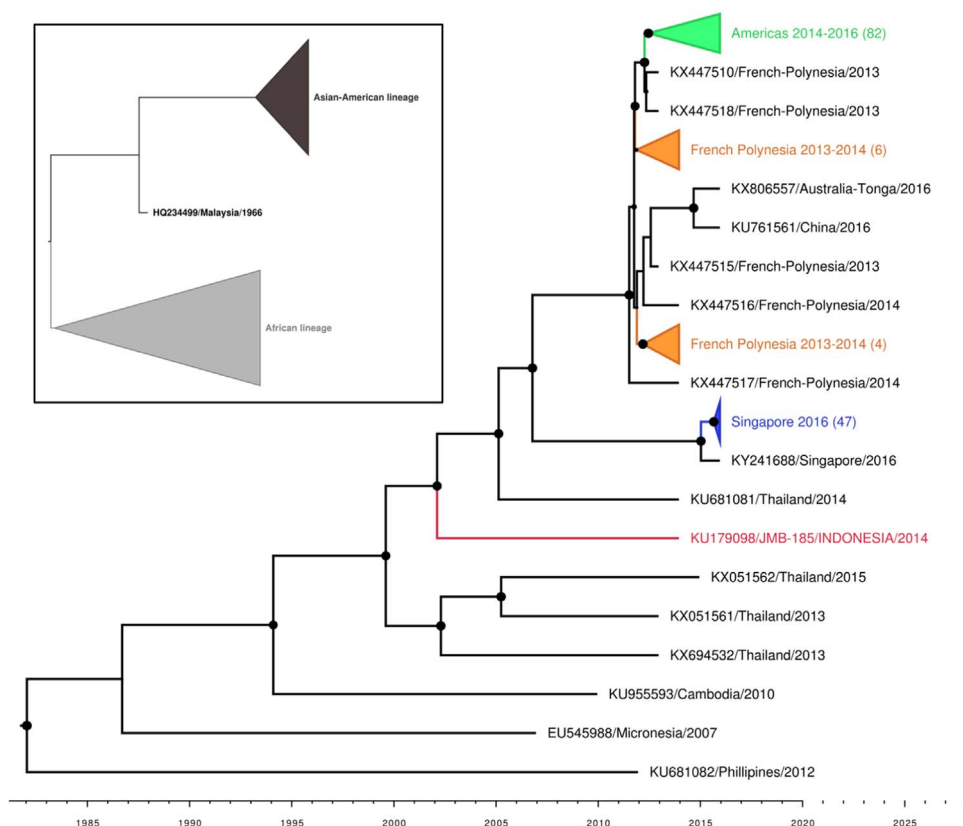 Asian-American lineage
HQ234499/Malaysia/1966
African lineage
Americas 2014-2016 (82)
KX447510/French-Polynesia/2013
KX447518/French-Polynesia/2013
French Polynesia 2013-2014 (6)
KX806557/Australia-Tonga/2016
KU761561/China/2016
KX447515/French-Polynesia/2013
KX447516/French-Polynesia/2014
French Polynesia 2013-2014 (4)
KX447517/French-Polynesia/2014
Singapore 2016 (47)
KY241688/Singapore/2016
KU681081/Thailand/2014
KU179098/JMB-185/INDONESIA/2014
KX051562/Thailand/2015
KX051561/Thailand/2013
KX694532/Thailand/2013
KU955593/Cambodia/2010
EU545988/Micronesia/2007
KU681082/Phillipines/2012
1985 1990 1995 2000 2005 2010 2015 2020 2025